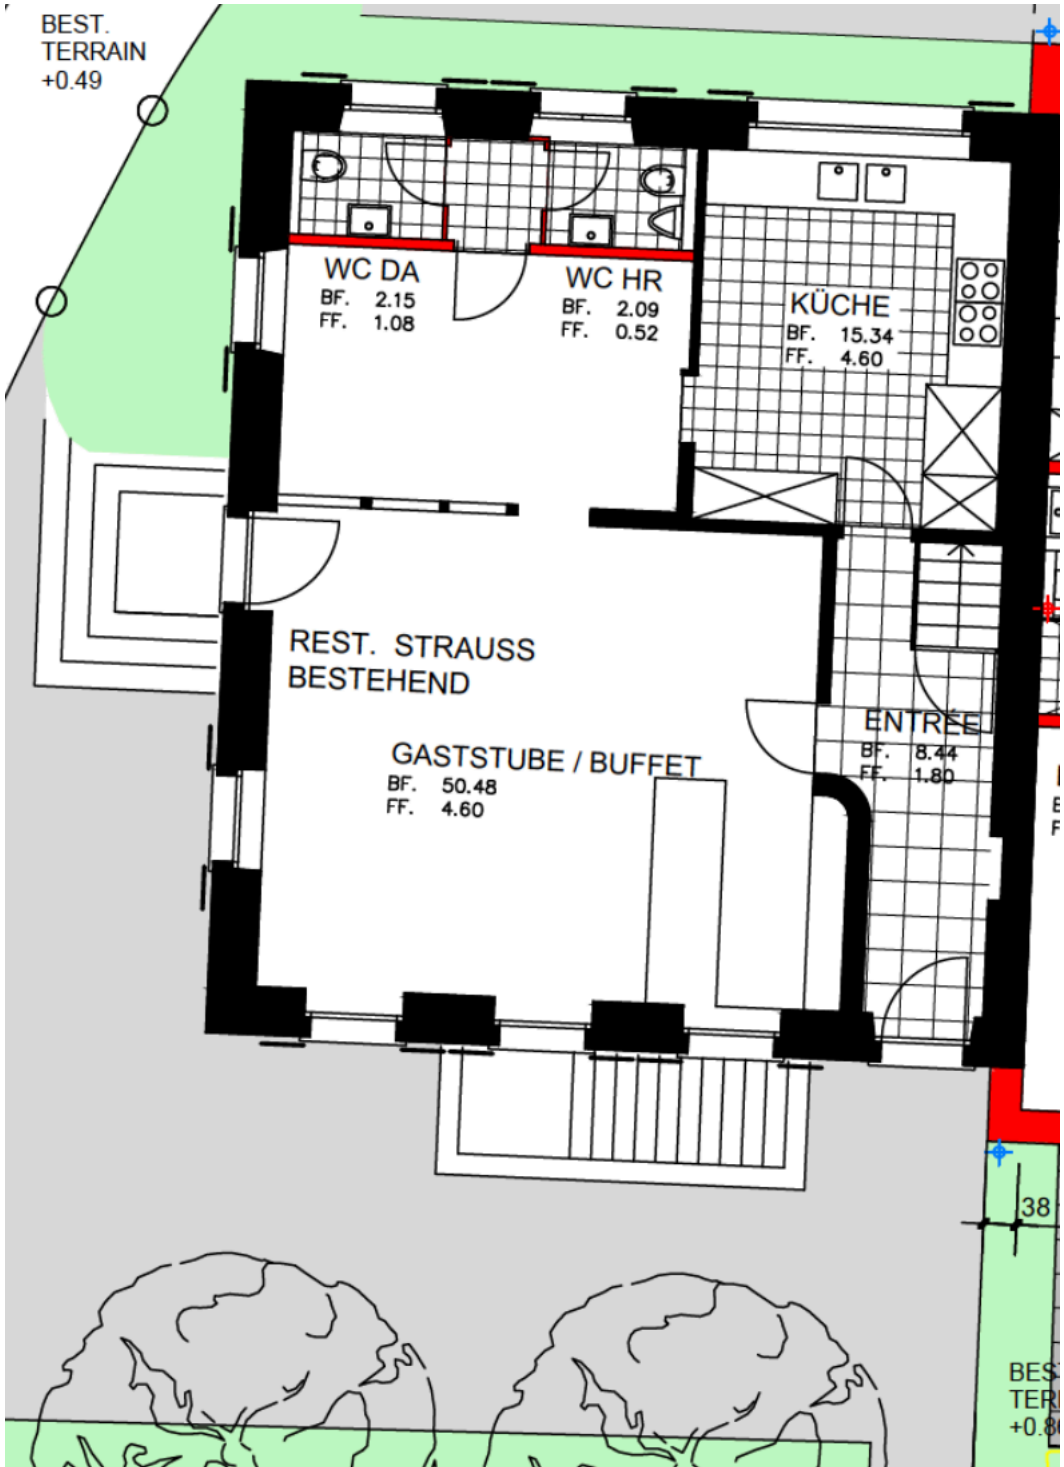 BEST.
TERRAIN
+0.49
WC DA
BF. 2.15
FF. 1.08
WC HR
BF. 2.09
FF. 0.52
KÜCHE
BF. 15.34
FF. 4.60
REST. STRAUSS
BESTEHEND
GASTSTUBE / BUFFET
BF. 50.48
FF. 4.60
ENTRÉE
BF. 8.44
FF. 1.80
38